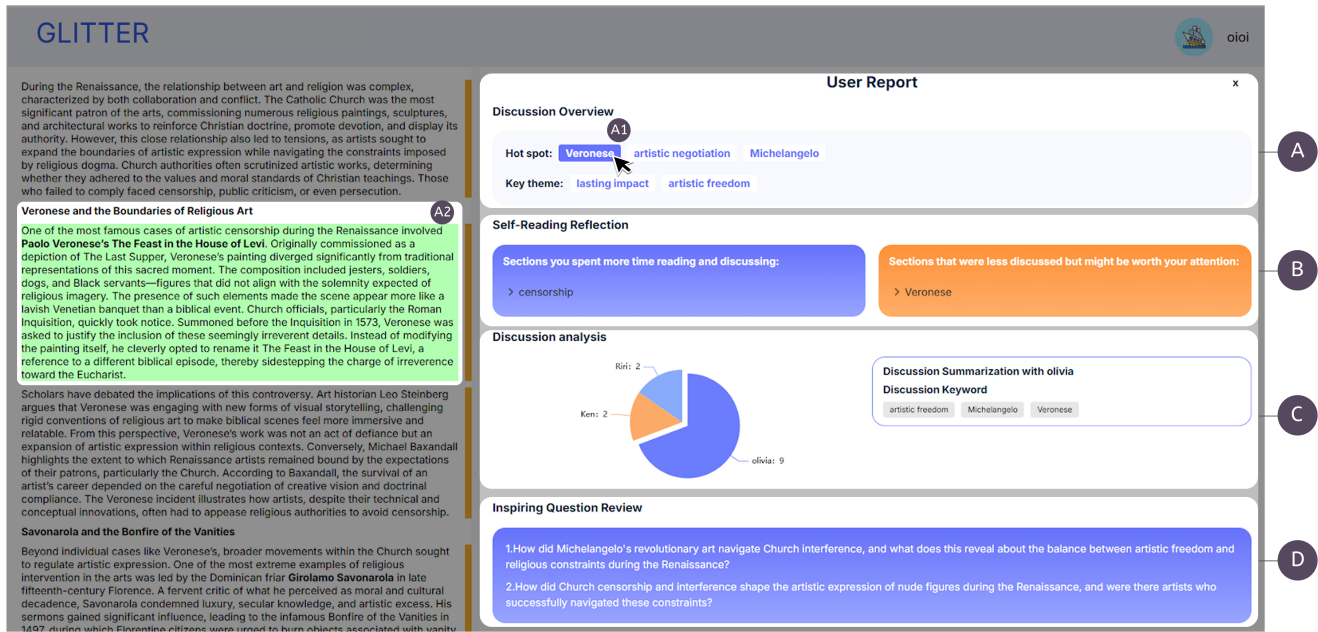 GLITTER
oioi
During the Renaissance, the relationship between art and religion was complex,
characterized by both collaboration and conflict. The Catholic Church was the most
significant patron of the arts, commissioning numerous religious paintings, sculptures,
and architectural works to reinforce Christian doctrine, promote devotion, and display its
authority. However, this close relationship also led to tensions, as artists sought to
expand the boundaries of artistic expression while navigating the constraints imposed
by religious dogma. Church authorities often scrutinized artistic works, determining
whether they adhered to the values and moral standards of Christian teachings. Those
who failed to comply faced censorship, public criticism, or even persecution.
Veronese and the Boundaries of Religious Art
A2
One of the most famous cases of artistic censorship during the Renaissance involved
Paolo Veronese's The Feast in the House of Levi. Originally commissioned as a
depiction of The Last Supper, Veronese's painting diverged significantly from traditional
representations of this sacred moment. The composition included jesters, soldiers,
dogs, and Black servants—figures that did not align with the solemnity expected of
religious imagery. The presence of such elements made the scene appear more like a
lavish Venetian banquet than a biblical event. Church officials, particularly the Roman
Inquisition, quickly took notice. Summoned before the Inquisition in 1573, Veronese was
asked to justify the inclusion of these seemingly irreverent details. Instead of modifying
the painting itself, he cleverly opted to rename it The Feast in the House of Levi, a
reference to a different biblical episode, thereby sidestepping the charge of irreverence
toward the Eucharist.
Scholars have debated the implications of this controversy. Art historian Leo Steinberg
argues that Veronese was engaging with new forms of visual storytelling, challenging
rigid conventions of religious art to make biblical scenes feel more immersive and
relatable. From this perspective, Veronese's work was not an act of defiance but an
expansion of artistic expression within religious contexts. Conversely, Michael Baxandall
highlights the extent to which Renaissance artists remained bound by the expectations
of their patrons, particularly the Church. According to Baxandall, the survival of an
artist's career depended on the careful negotiation of creative vision and doctrinal
compliance. The Veronese incident illustrates how artists, despite their technical and
conceptual innovations, often had to appease religious authorities to avoid censorship.
Savonarola and the Bonfire of the Vanities
Beyond individual cases like Veronese's, broader movements within the Church sought
to regulate artistic expression. One of the most extreme examples of religious
intervention in the arts was led by the Dominican friar Girolamo Savonarola in late
fifteenth-century Florence. A fervent critic of what he perceived as moral and cultural
decadence, Savonarola condemned luxury, secular knowledge, and artistic excess. His
sermons gained significant influence, leading to the infamous Bonfire of the Vanities in
1497, during which Florentine citizens were urged to burn objects associated with vanity
User Report
x
Discussion Overview
A1
Hot spot: Veronese artistic negotiation Michelangelo
Key theme: lasting impact artistic freedom
A
Self-Reading Reflection
Sections you spent more time reading and discussing:
> censorship
Sections that were less discussed but might be worth your attention:
> Veronese
B
Discussion analysis
Riri: 2
Ken: 2
olivia: 9
Discussion Summarization with olivia
Discussion Keyword
artistic freedom Michelangelo Veronese
C
Inspiring Question Review
1.How did Michelangelo's revolutionary art navigate Church interference, and what does this reveal about the balance between artistic freedom and
religious constraints during the Renaissance?
2.How did Church censorship and interference shape the artistic expression of nude figures during the Renaissance, and were there artists who
successfully navigated these constraints?
D